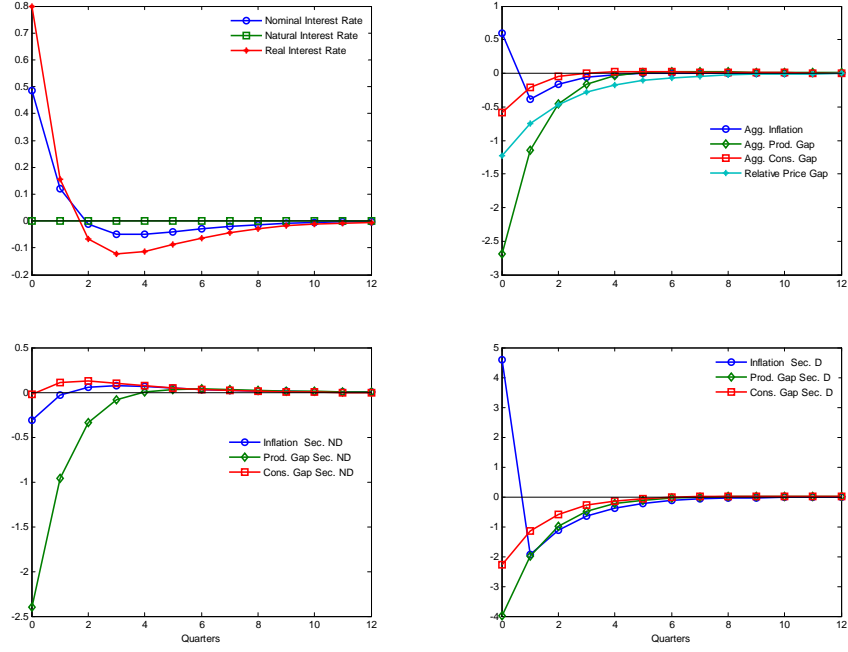 0.8
0.7
0.6
0.5
0.4
0.3
0.2
0.1
0
-0.1
-0.2
0 2 4 6 8 10 12
Nominal Interest Rate
Natural Interest Rate
Real Interest Rate
1
0.5
0
-0.5
-1
-1.5
-2
-2.5
-3
0 2 4 6 8 10 12
Agg. Inflation
Agg. Prod. Gap
Agg. Cons. Gap
Relative Price Gap
0.5
0
-0.5
-1
-1.5
-2
-2.5
0 2 4 6 8 10 12
Quarters
Inflation Sec. ND
Prod. Gap Sec. ND
Cons. Gap Sec. ND
5
4
3
2
1
0
-1
-2
-3
-4
0 2 4 6 8 10 12
Quarters
Inflation Sec. D
Prod. Gap Sec. D
Cons. Gap Sec. D